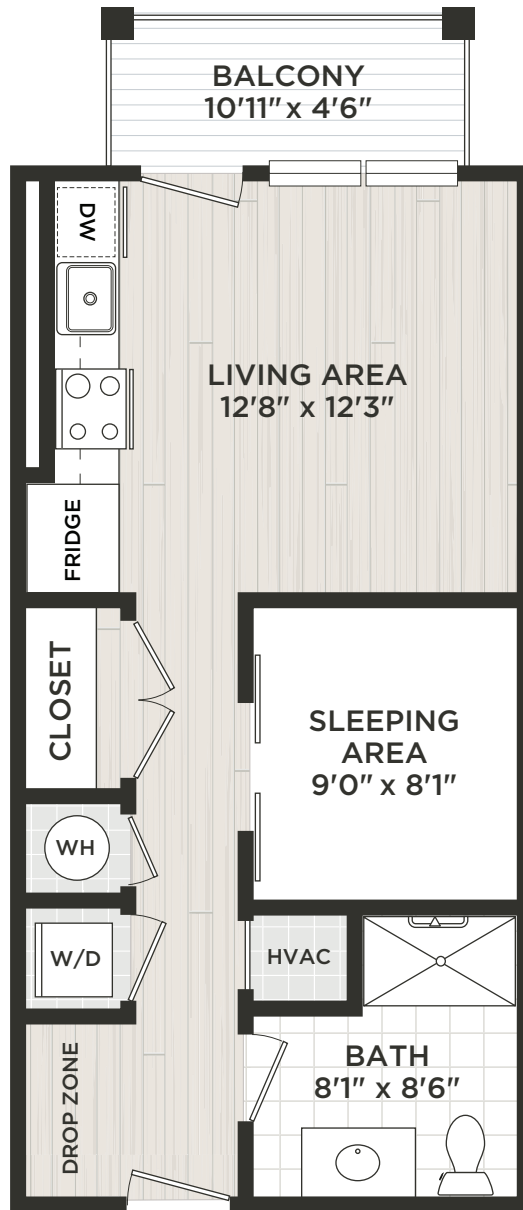 BALCONY
10'11" x 4'6"
DW
LIVING AREA
12'8" x 12'3"
FRIDGE
CLOSET
SLEEPING
AREA
9'0" x 8'1"
WH
W/D
HVAC
DROP ZONE
BATH
8'1" x 8'6"